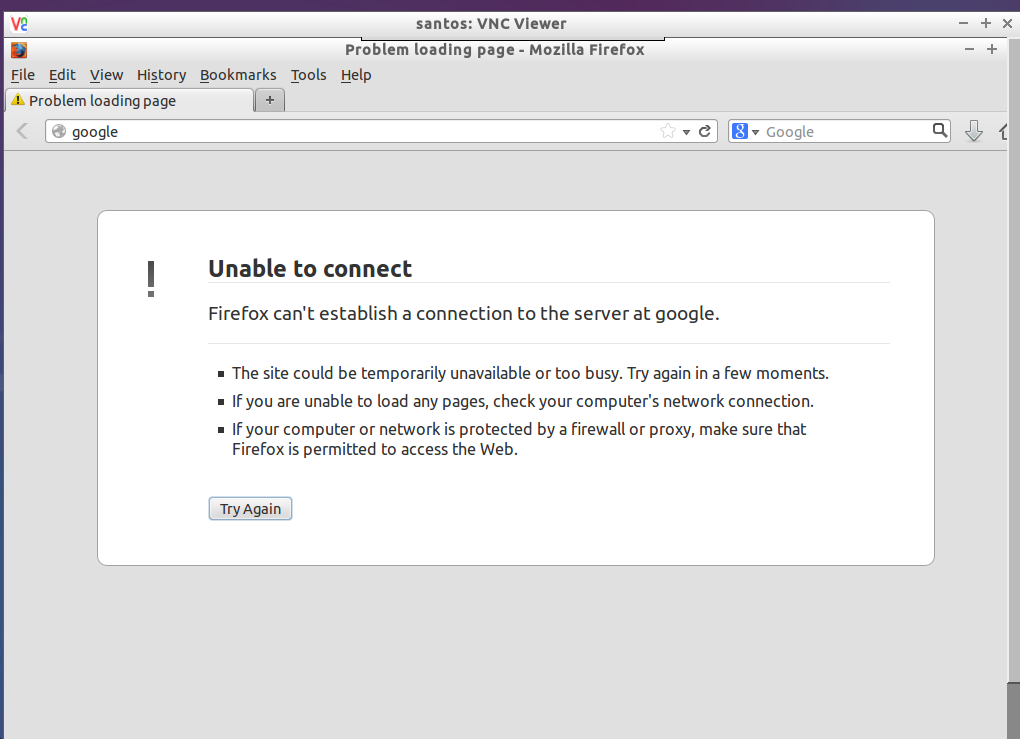 santos: VNC Viewer
Problem loading page - Mozilla Firefox
File Edit View History Bookmarks Tools Help
Problem loading page
google
8 Google
Unable to connect
Firefox can't establish a connection to the server at google.
The site could be temporarily unavailable or too busy. Try again in a few moments.
If you are unable to load any pages, check your computer's network connection.
If your computer or network is protected by a firewall or proxy, make sure that
Firefox is permitted to access the Web.
Try Again